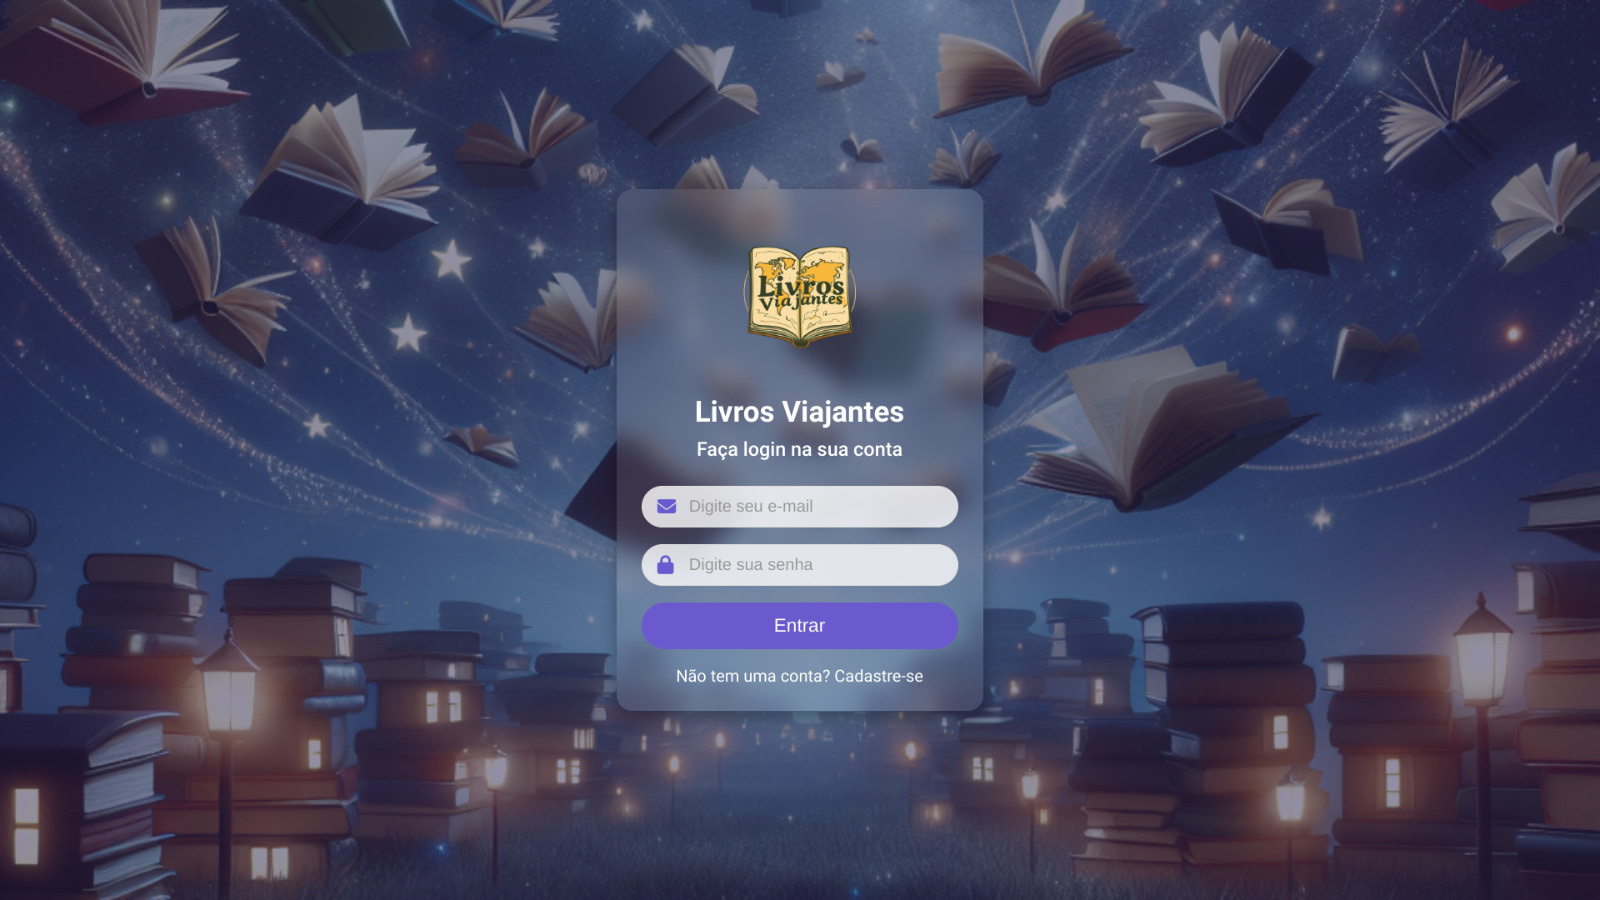 Livros
Viajantes
Livros Viajantes
Faça login na sua conta
Digite seu e-mail
Digite sua senha
Entrar
Não tem uma conta? Cadastre-se